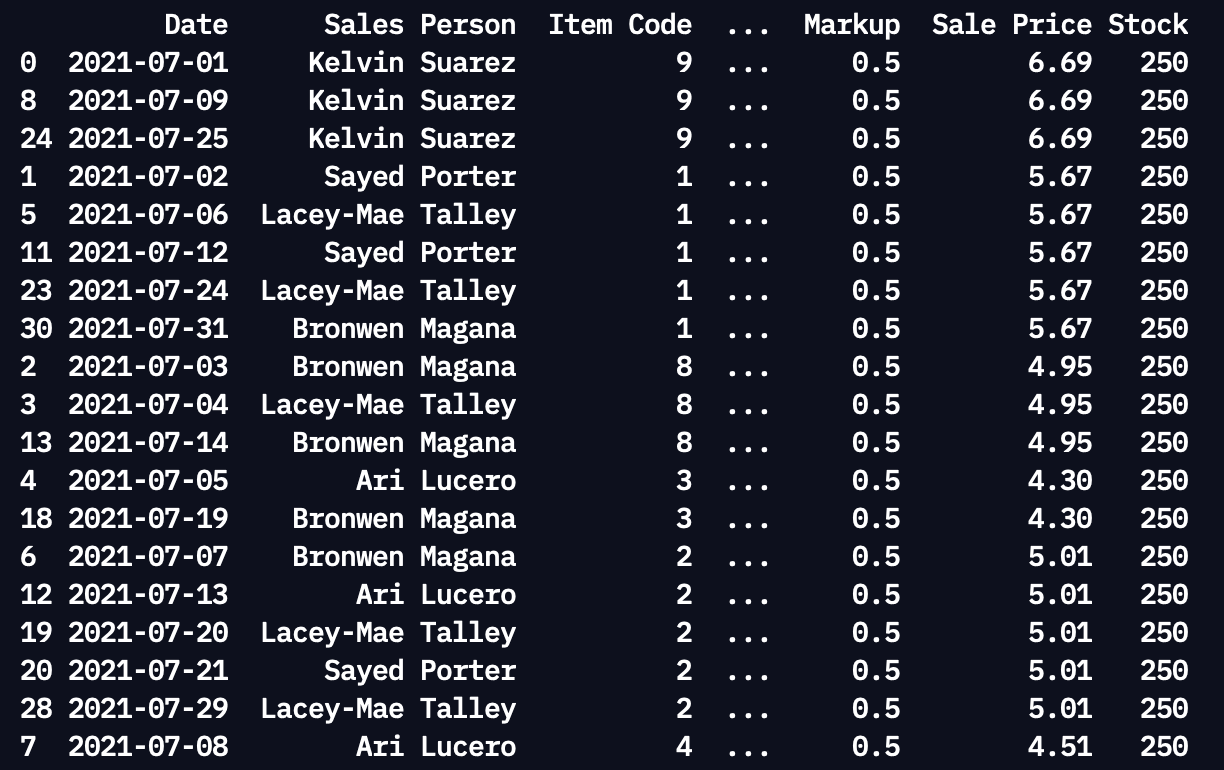 Date Sales Person Item Code ... Markup Sale Price Stock
0 2021-07-01 Kelvin Suarez 9 ... 0.5 6.69 250
8 2021-07-09 Kelvin Suarez 9 ... 0.5 6.69 250
24 2021-07-25 Kelvin Suarez 9 ... 0.5 6.69 250
1 2021-07-02 Sayed Porter 1 ... 0.5 5.67 250
5 2021-07-06 Lacey-Mae Talley 1 ... 0.5 5.67 250
11 2021-07-12 Sayed Porter 1 ... 0.5 5.67 250
23 2021-07-24 Lacey-Mae Talley 1 ... 0.5 5.67 250
30 2021-07-31 Bronwen Magana 1 ... 0.5 5.67 250
2 2021-07-03 Bronwen Magana 8 ... 0.5 4.95 250
3 2021-07-04 Lacey-Mae Talley 8 ... 0.5 4.95 250
13 2021-07-14 Bronwen Magana 8 ... 0.5 4.95 250
4 2021-07-05 Ari Lucero 3 ... 0.5 4.30 250
18 2021-07-19 Bronwen Magana 3 ... 0.5 4.30 250
6 2021-07-07 Bronwen Magana 2 ... 0.5 5.01 250
12 2021-07-13 Ari Lucero 2 ... 0.5 5.01 250
19 2021-07-20 Lacey-Mae Talley 2 ... 0.5 5.01 250
20 2021-07-21 Sayed Porter 2 ... 0.5 5.01 250
28 2021-07-29 Lacey-Mae Talley 2 ... 0.5 5.01 250
7 2021-07-08 Ari Lucero 4 ... 0.5 4.51 250